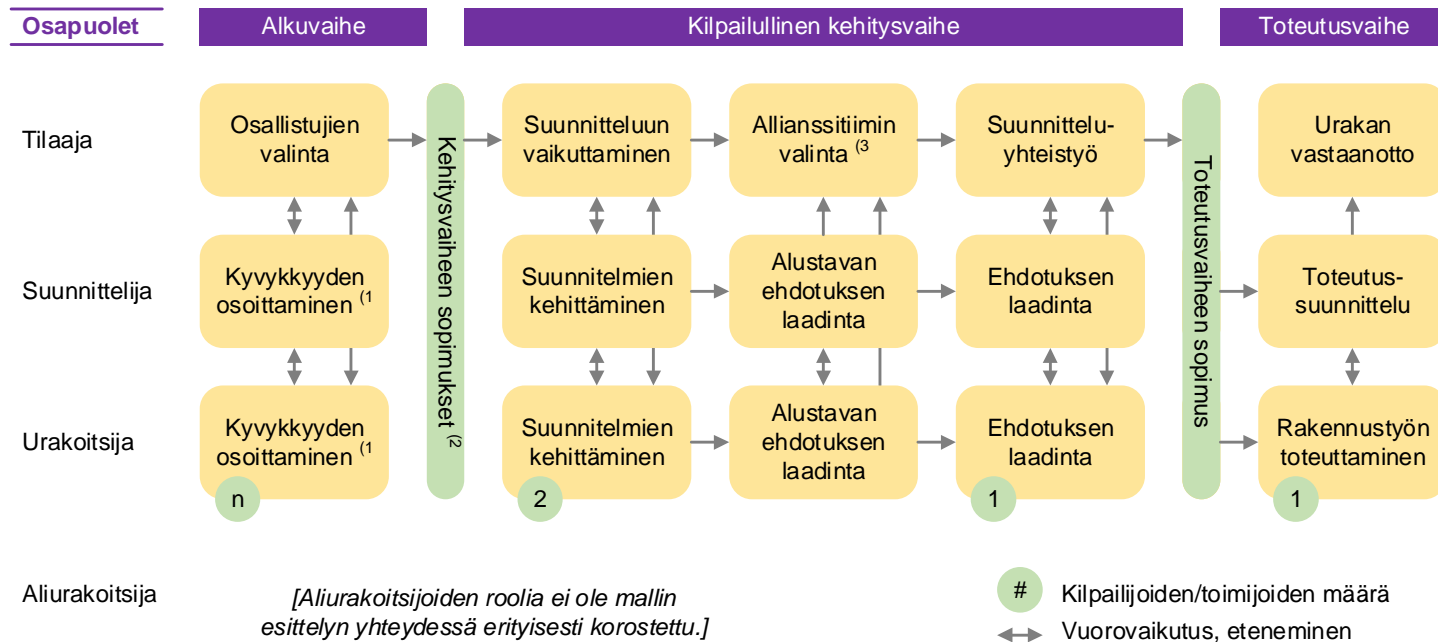 Osapuolet
Alkuvaihe
Kilpailullinen kehitysvaihe
Toteutusvaihe
Tilaaja
Osallistujien
valinta
Kehitysvaiheen sopimukset (2
Suunnitteluun
vaikuttaminen
Allianssitiimin
valinta (3
Suunnittelu-
yhteistyö
Toteutusvaiheen sopimus
Urakan
vastaanotto
Suunnittelija
Kyvykkyyden
osoittaminen (1
Suunnitelmien
kehittäminen
Alustavan
ehdotuksen
laadinta
Ehdotuksen
laadinta
Toteutus-
suunnittelu
Urakoitsija
Kyvykkyyden
osoittaminen (1
n
Suunnitelmien
kehittäminen
2
Alustavan
ehdotuksen
laadinta
Ehdotuksen
laadinta
1
Rakennustyön
toteuttaminen
1
Aliurakoitsija
[Aliurakoitsijoiden roolia ei ole mallin
esittelyn yhteydessä erityisesti korostettu.]
# Kilpailijoiden/toimijoiden määrä
Vuorovaikutus, eteneminen